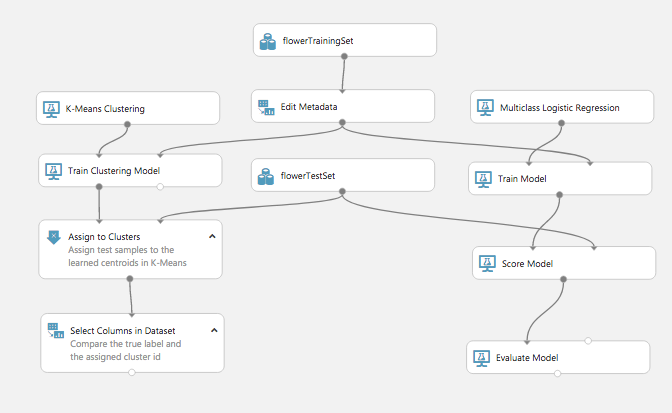 flowerTrainingSet
K-Means Clustering
Edit Metadata
Multiclass Logistic Regression
Train Clustering Model
flowerTestSet
Train Model
Assign to Clusters
Assign test samples to the
learned centroids in K-Means
Score Model
Select Columns in Dataset
Compare the true label and
the assigned cluster id
Evaluate Model